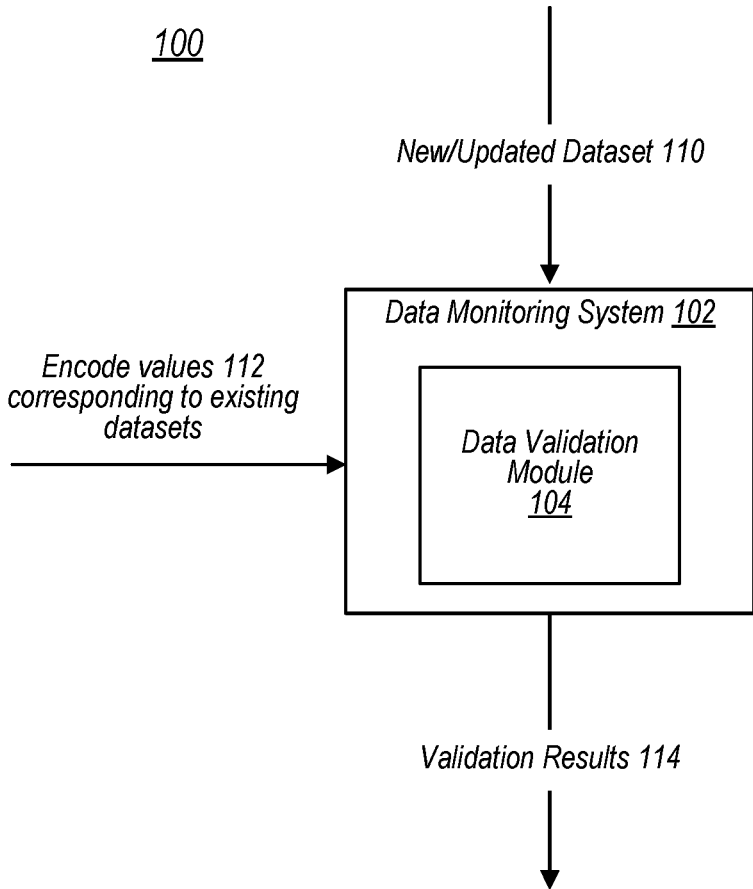 100
New/Updated Dataset 110
Data Monitoring System 102
Encode values 112
corresponding to existing
datasets
Data Validation
Module
104
Validation Results 114